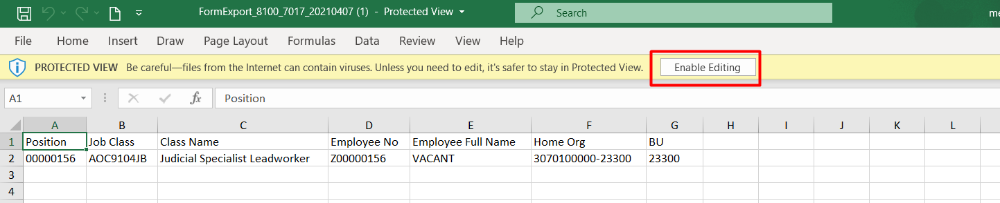 FormExport_8100_7017_20210407 (1) - Protected View
Search
me
File Home Insert Draw Page Layout Formulas Data Review View Help
PROTECTED VIEW Be careful—files from the Internet can contain viruses. Unless you need to edit, it's safer to stay in Protected View. Enable Editing
A1 fx Position
A B C D E F G H I J K L
1 Position Job Class Class Name Employee No Employee Full Name Home Org BU
2 00000156 AOC9104JB Judicial Specialist Leadworker Z00000156 VACANT 3070100000-23300 23300
3
4